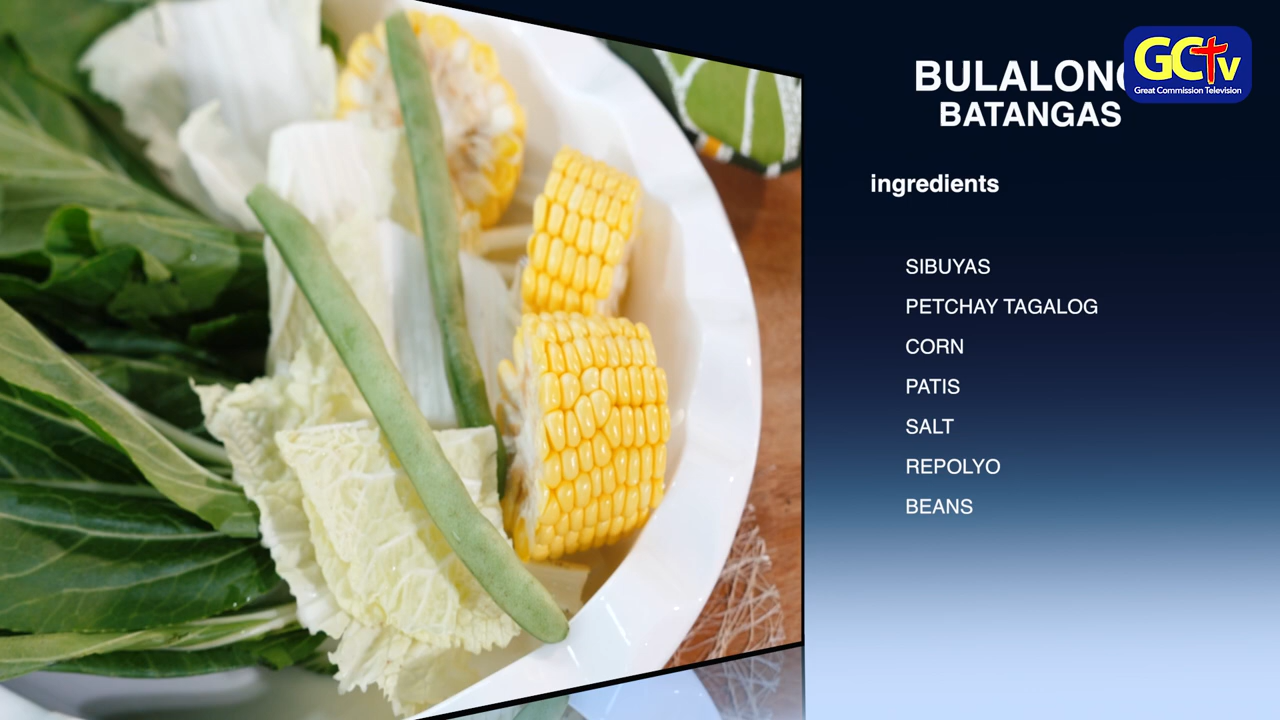 BULALONG
BATANGAS
GCTv
Great Commission Television
ingredients
SIBUYAS
PETCHAY TAGALOG
CORN
PATIS
SALT
REPOLYO
BEANS